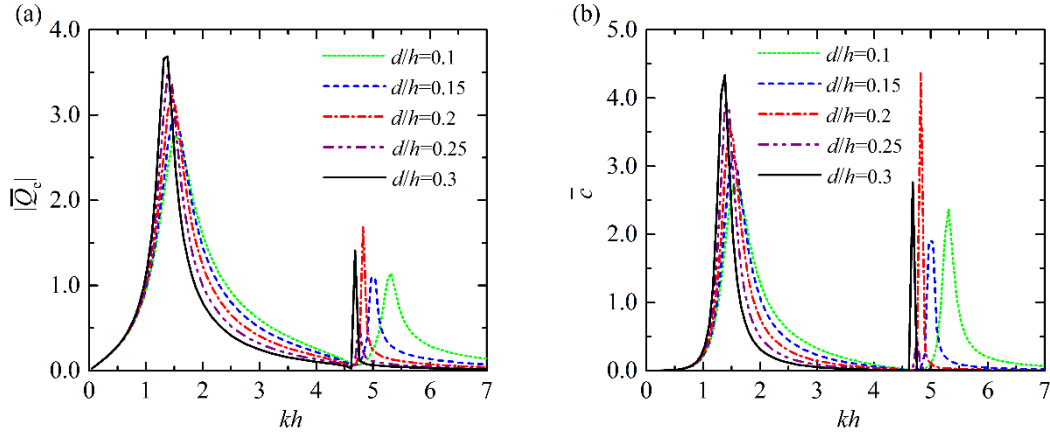 (a)
4.0
3.0
2.0
1.0
0.0
|Q̅e|
d/h=0.1
d/h=0.15
d/h=0.2
d/h=0.25
d/h=0.3
0 1 2 3 4 5 6 7
kh
(b)
5.0
4.0
3.0
2.0
1.0
0.0
c̅
d/h=0.1
d/h=0.15
d/h=0.2
d/h=0.25
d/h=0.3
0 1 2 3 4 5 6 7
kh